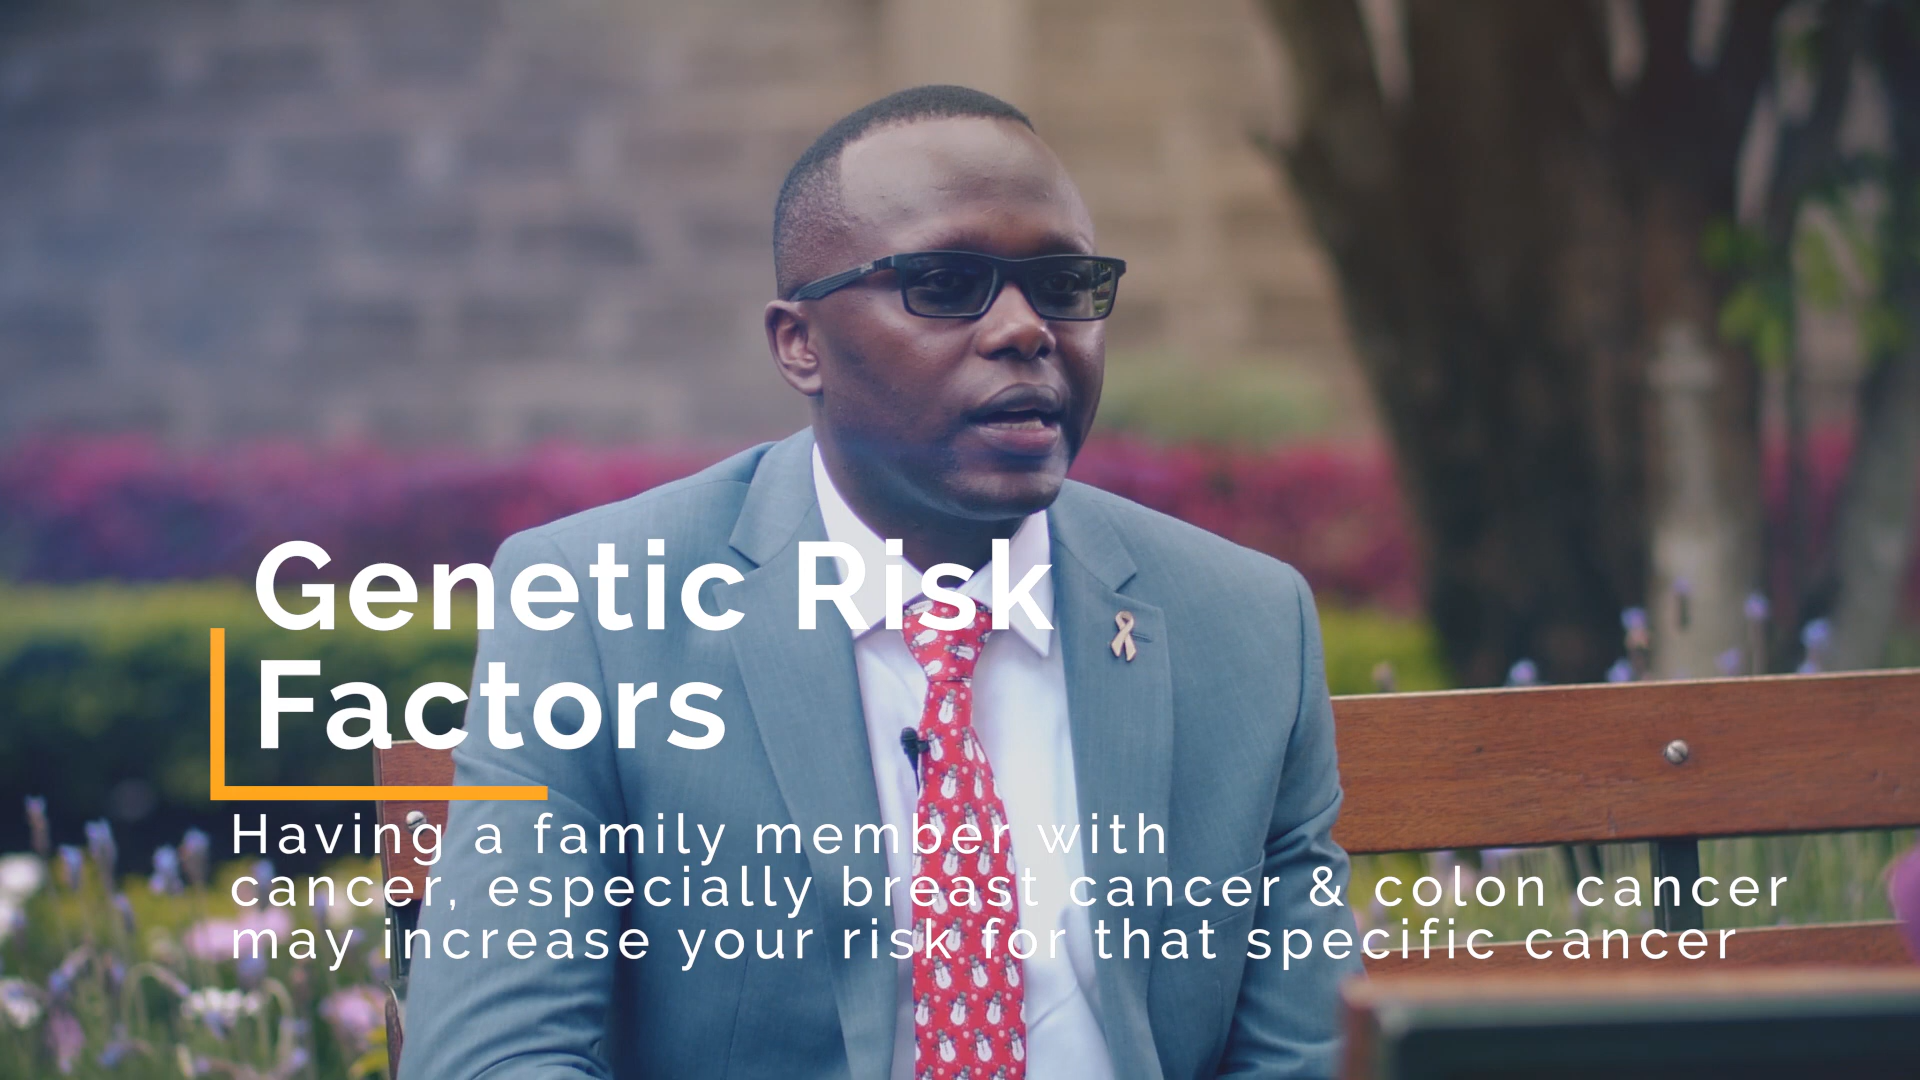 Genetic Risk
Factors
Having a family member with
cancer, especially breast cancer & colon cancer
may increase your risk for that specific cancer